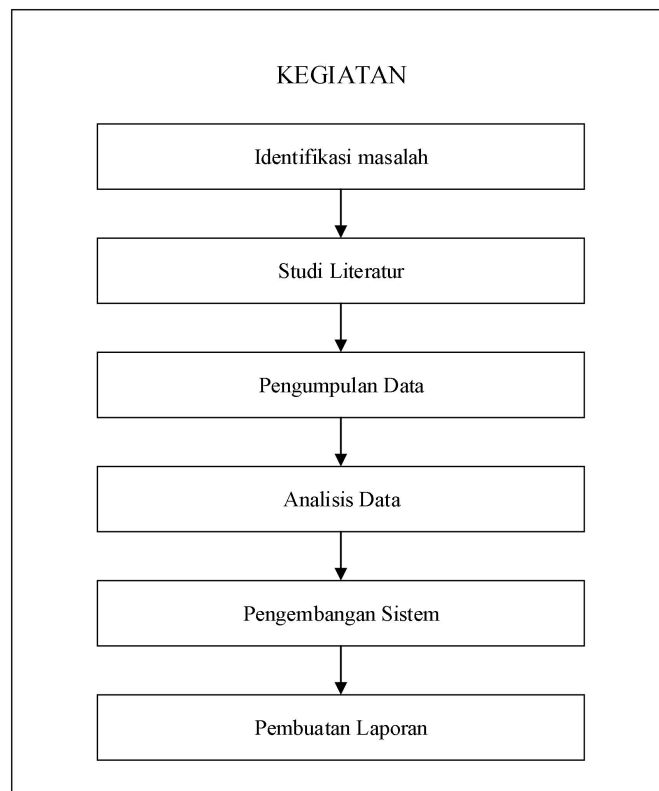 KEGIATAN
Identifikasi masalah
Studi Literatur
Pengumpulan Data
Analisis Data
Pengembangan Sistem
Pembuatan Laporan